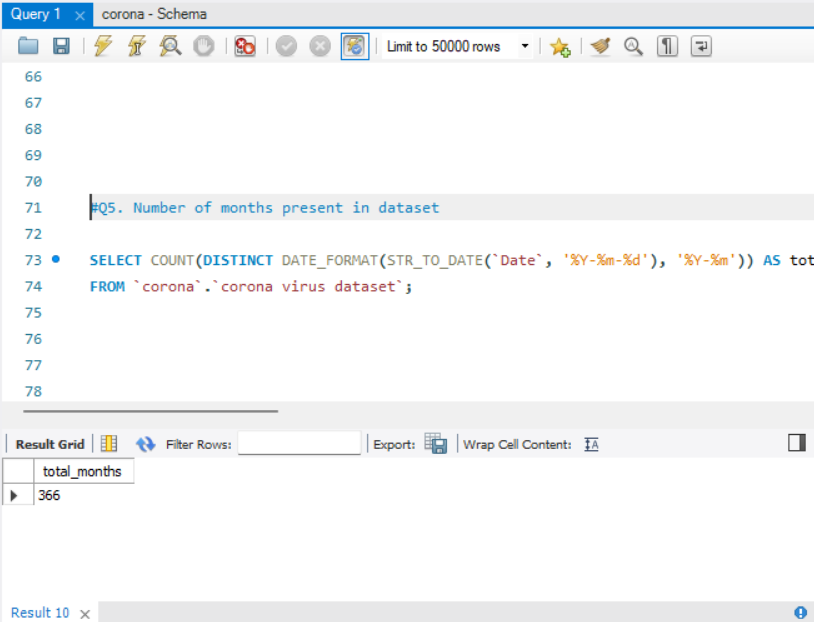 Query 1
corona - Schema
Limit to 50000 rows
66
67
68
69
70
71 #Q5. Number of months present in dataset
72
73 SELECT COUNT(DISTINCT DATE_FORMAT(STR_TO_DATE(`Date`, '%Y-%m-%d'), '%Y-%m')) AS tot
74 FROM `corona`.`corona virus dataset`;
75
76
77
78
Result Grid Filter Rows: Export: Wrap Cell Content:
total_months
366
Result 10